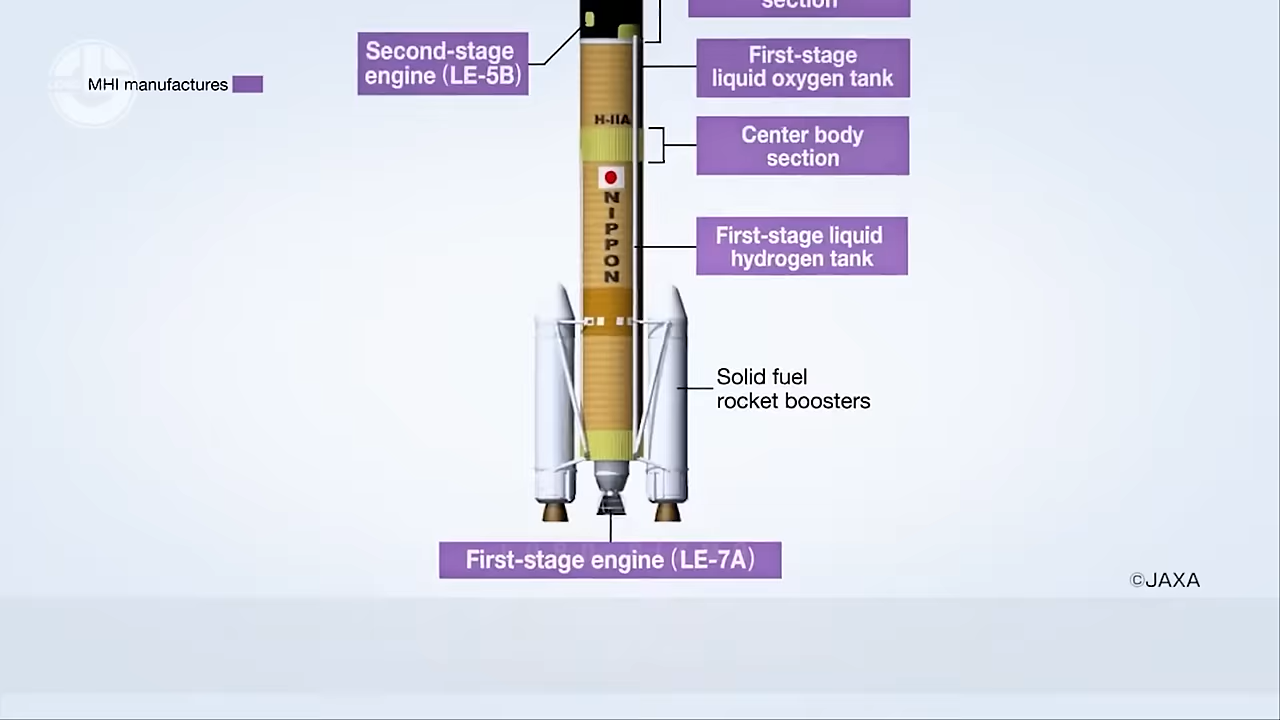 section
Second-stage
engine (LE-5B)
First-stage
liquid oxygen tank
MHI manufactures
H-IIA
Center body
section
NIPPON
First-stage liquid
hydrogen tank
Solid fuel
rocket boosters
First-stage engine (LE-7A)
©JAXA